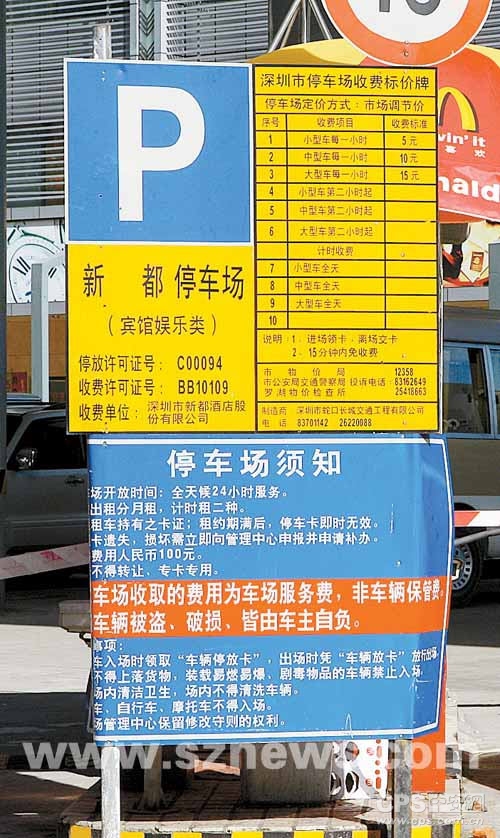 10
P
新 都 停车场
(宾馆娱乐类)
停放许可证号： C00094
收费许可证号： BB10109
收费单位： 深圳市新都酒店股
份有限公司
深圳市停车场收费标价牌
停车场定价方式：市场调节价
序号 收费项目 收费标准
1 小型车每一小时 5 元
2 中型车每一小时 10 元
3 大型车每一小时 15 元
4 小型车第二小时起
5 中型车第二小时起
6 大型车第二小时起
计时收费
7 小型车全天
8 中型车全天
9 大型车全天
10
说明：1、进场领卡，离场交卡
2、15分钟内免收费
市 物 价 局 12358
市公安局交通警察局 投诉电话：83162649
罗 湖 物 价 检 查 所 25418663
制造商 深圳市蛇口长城交通工程有限公司
电 话 83701142 26220088
停车场须知
场开放时间：全天候24小时服务。
出租分月租，计时租二种。
租车持有之卡证；租约期满后，停车卡即时无效。
卡遗失，损坏需立即向管理中心申报并申请补办。
费用人民币100元。
不得转让、专卡专用。
车场收取的费用为车场服务费，非车辆保管费。
车辆被盗、破损、皆由车主自负。
事项：
车入场时领取“车辆停放卡”，出场时凭“车辆放卡”放行出场。
不得上落货物，装载易燃易爆、剧毒物品的车辆禁止入场。
场内清洁卫生，场内不得清洗车辆。
车、自行车、摩托车不得入场。
场管理中心保留修改守则的权利。
vin' it
喜 欢
nald
www.sznews.com
CPS中安网
www.cps.com.cn